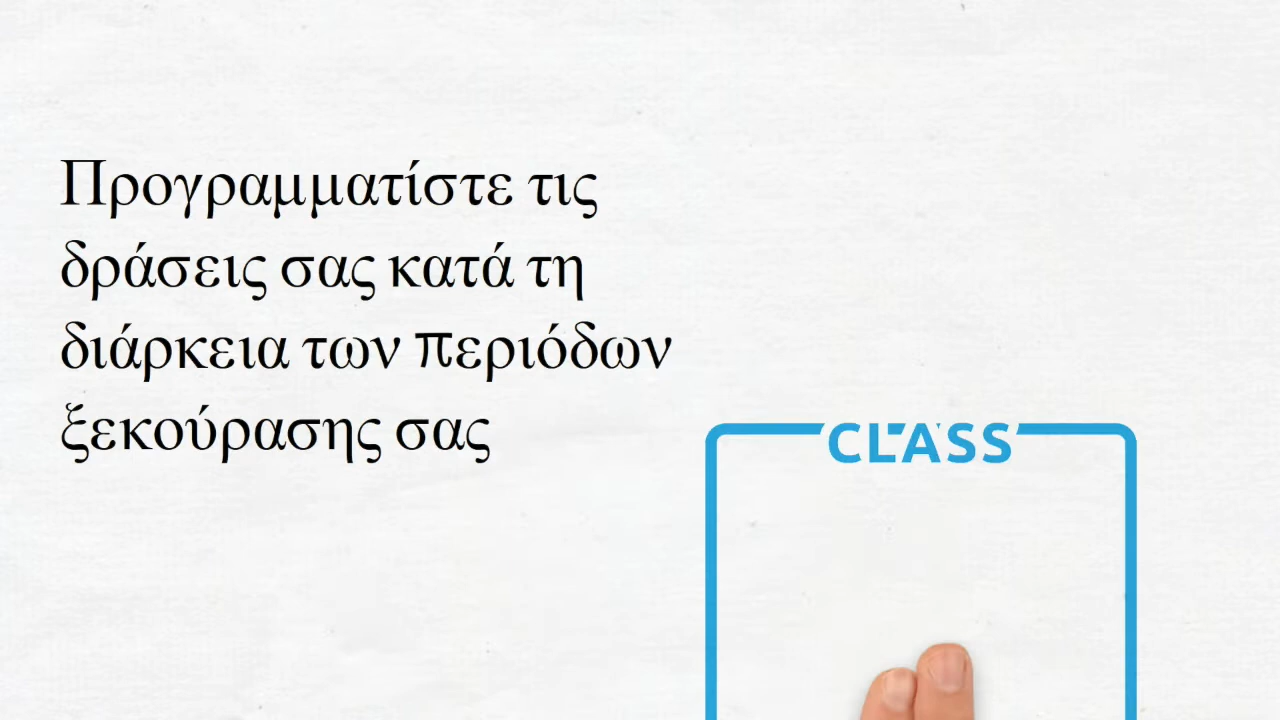 Προγραμματίστε τις
δράσεις σας κατά τη
διάρκεια των περιόδων
ξεκούρασης σας
CLASS